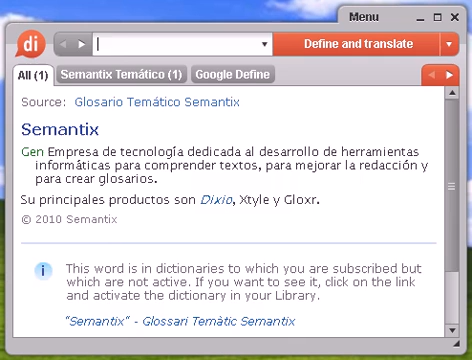 Menu
di
Define and translate
All (1)
Semantix Temático (1)
Google Define
Source: Glosario Temático Semantix
Semantix
Gen Empresa de tecnología dedicada al desarrollo de herramientas
informáticas para comprender textos, para mejorar la redacción y
para crear glosarios.
Su principales productos son Dixio, Xtyle y Gloxr.
© 2010 Semantix
i
This word is in dictionaries to which you are subscribed but
which are not active. If you want to see it, click on the link
and activate the dictionary in your Library.
"Semantix" - Glossari Temàtic Semantix